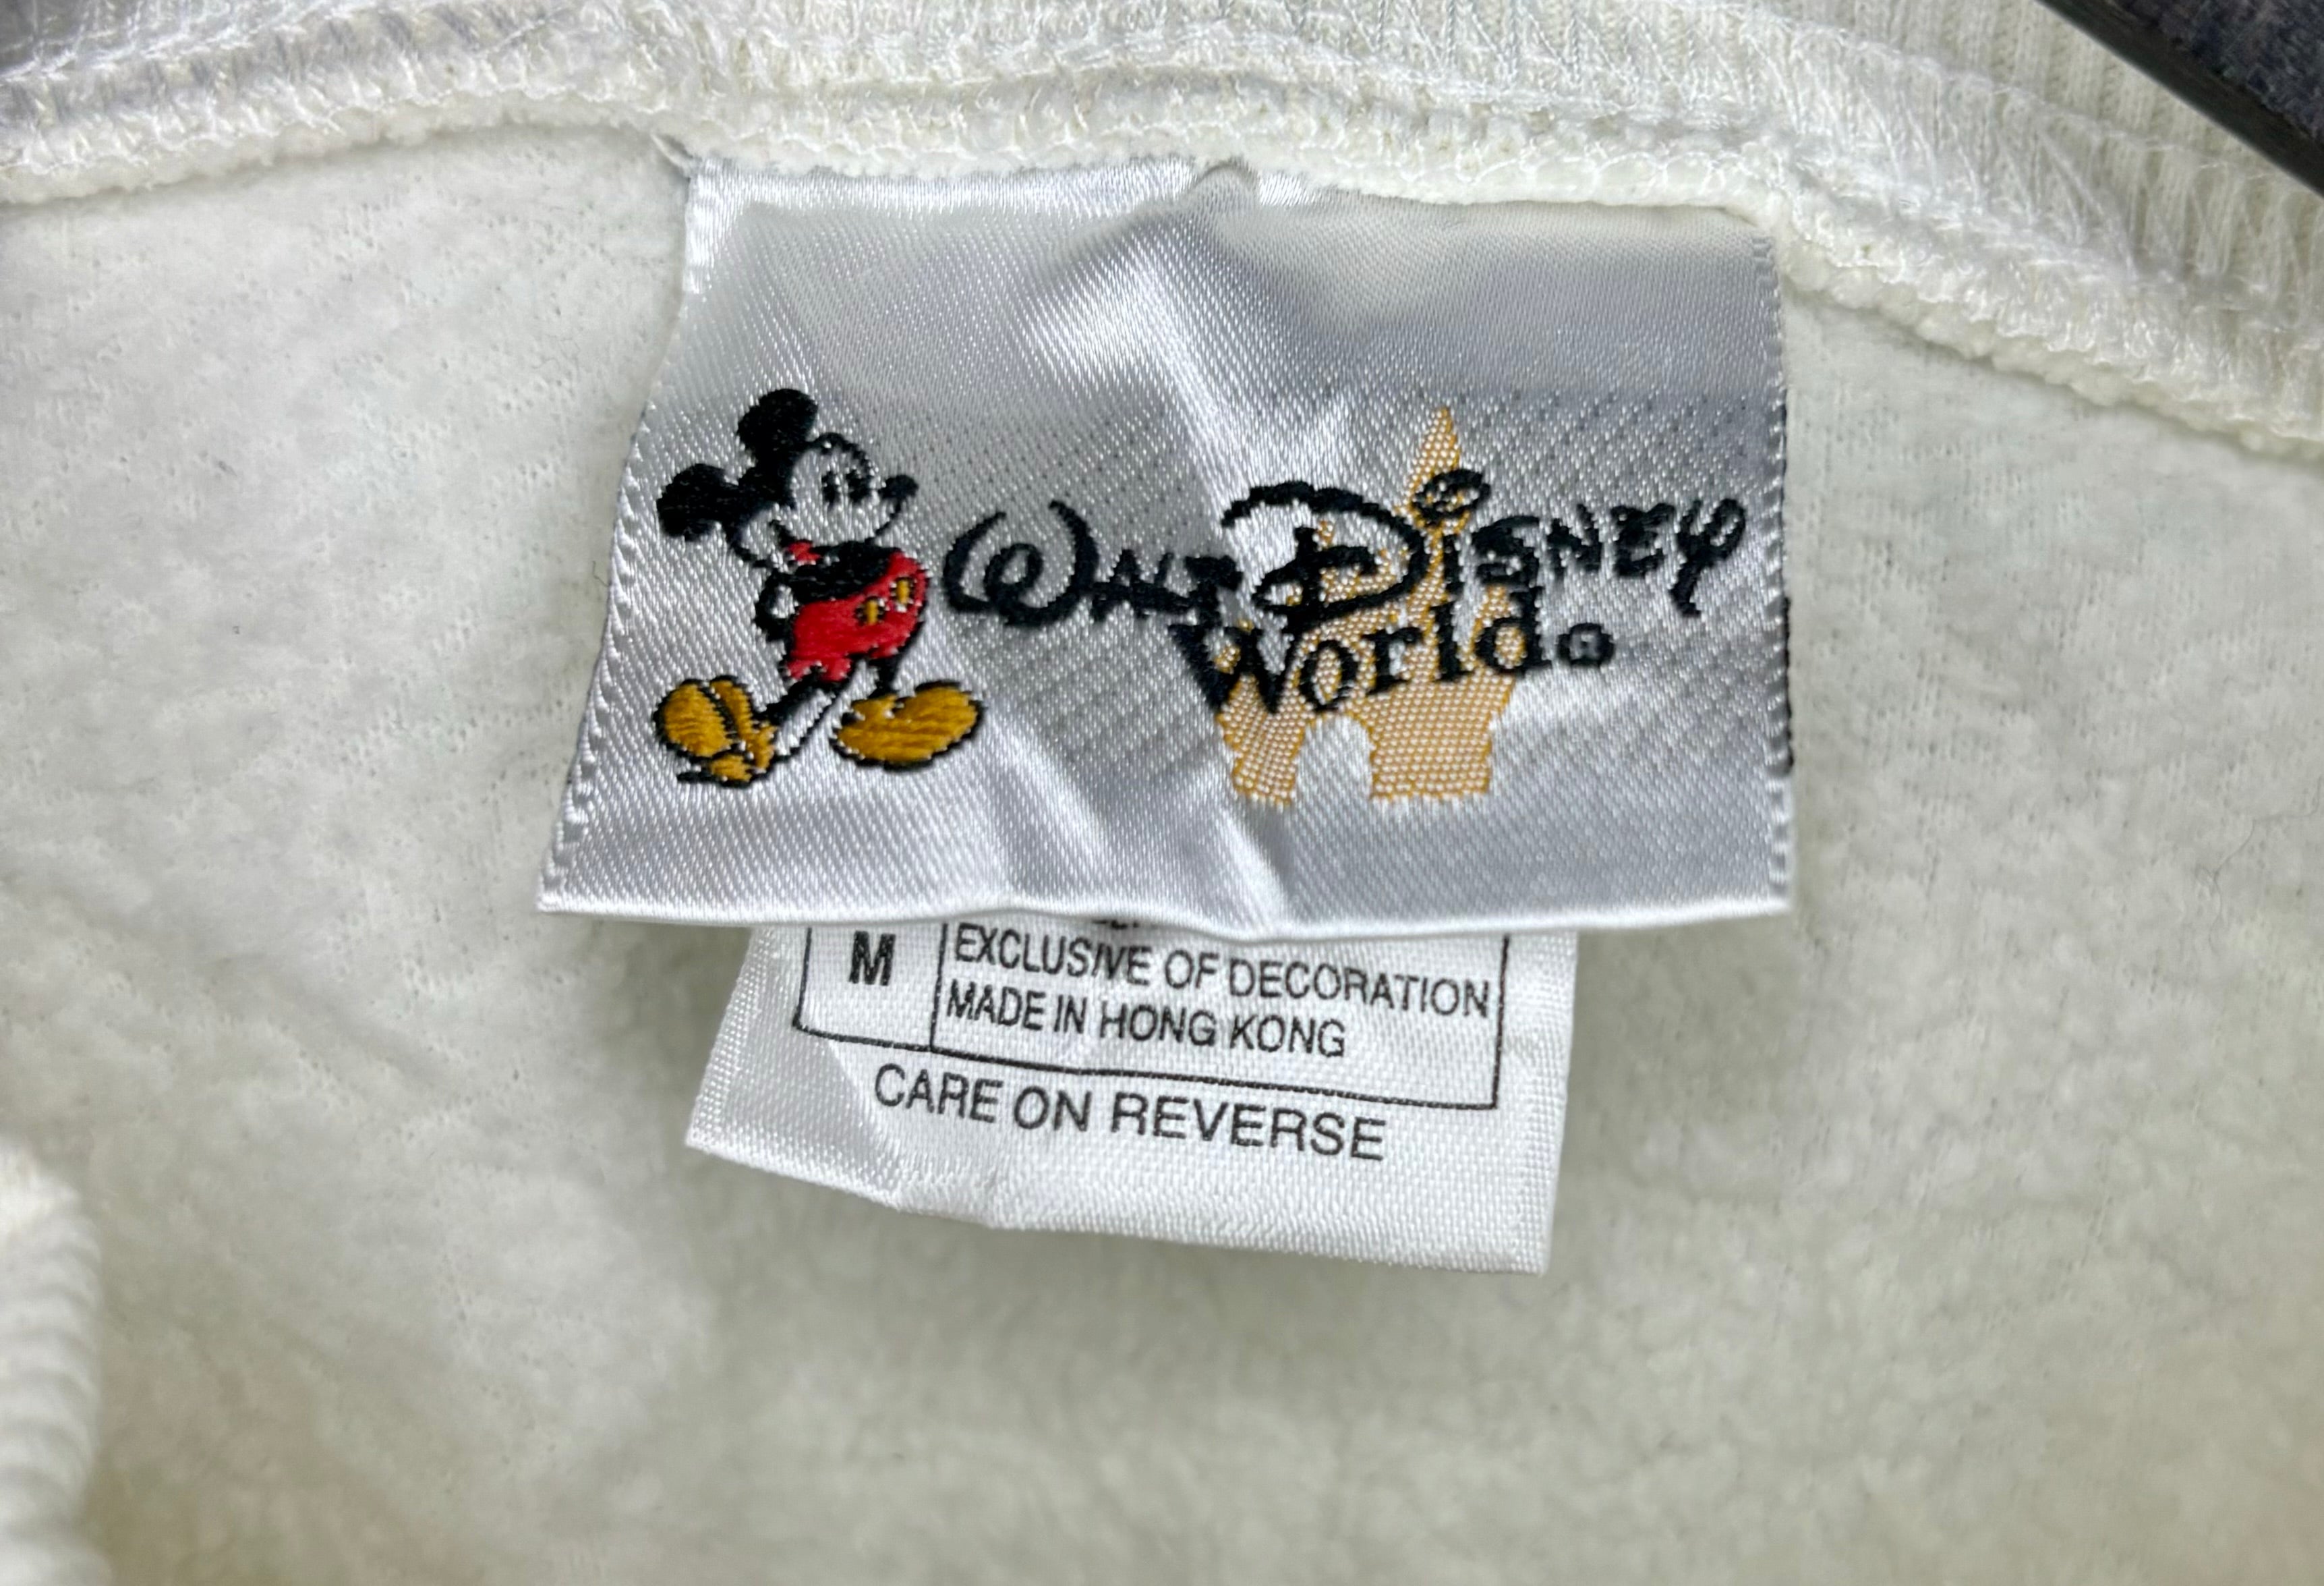 WALT DISNEY
World®
M
EXCLUSIVE OF DECORATION
MADE IN HONG KONG
CARE ON REVERSE